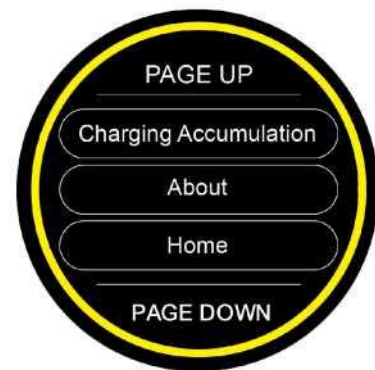 PAGE UP
Charging Accumulation
About
Home
PAGE DOWN